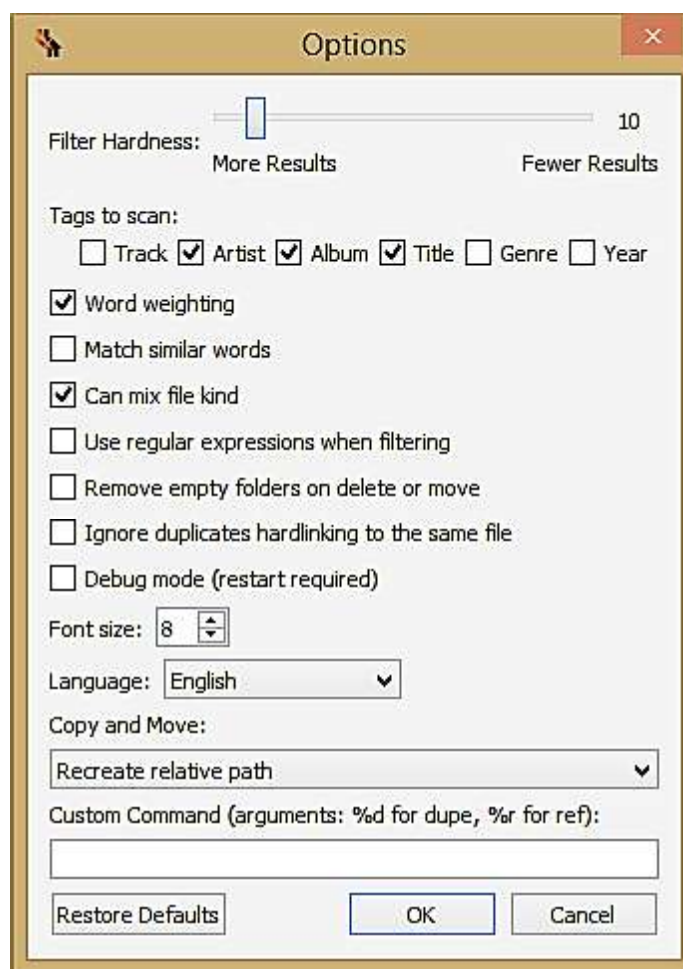 Options
Filter Hardness:
10
More Results
Fewer Results
Tags to scan:
Track Artist Album Title Genre Year
Word weighting
Match similar words
Can mix file kind
Use regular expressions when filtering
Remove empty folders on delete or move
Ignore duplicates hardlinking to the same file
Debug mode (restart required)
Font size: 8
Language: English
Copy and Move:
Recreate relative path
Custom Command (arguments: %d for dupe, %r for ref):
Restore Defaults OK Cancel